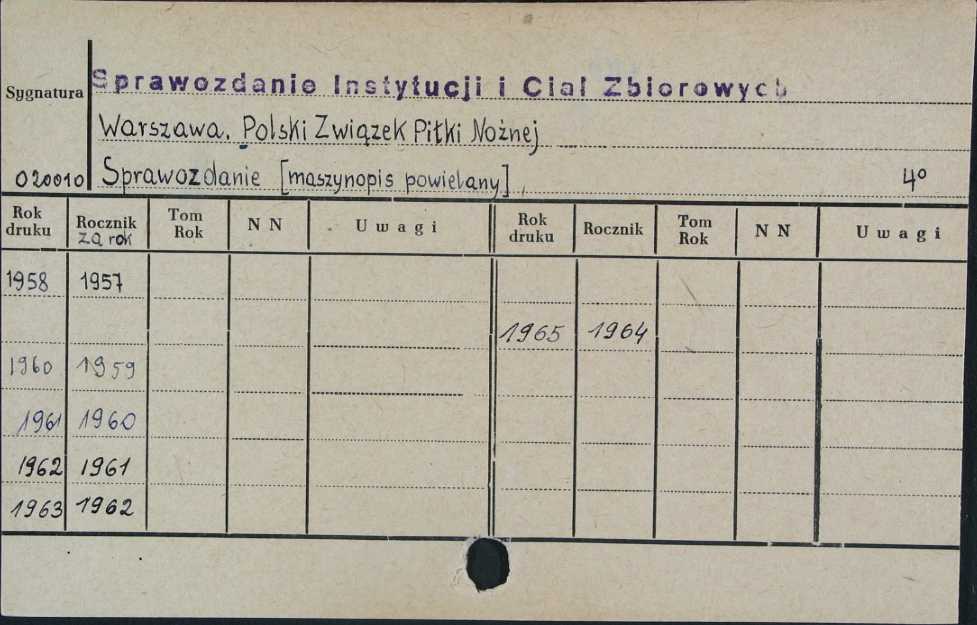 Sprawozdanie Instytucji i Ciał Zbiorowych
Sygnatura
Warszawa. Polski Związek Piłki Nożnej
020010 Sprawozdanie [maszynopis powielany], 4°
Rok druku Rocznik za rok Tom Rok N N Uwagi Rok druku Rocznik Tom Rok N N Uwagi
1958 1957
1965 1964
1960 1959
1961 1960
1962 1961
1963 1962